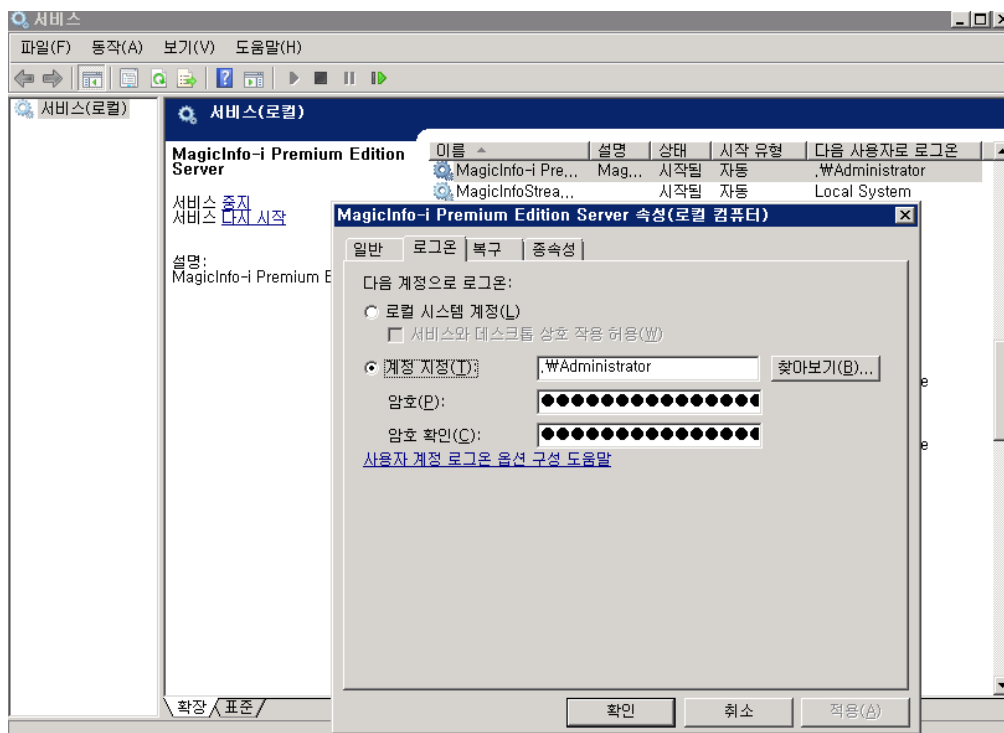 서비스
파일(F) 동작(A) 보기(V) 도움말(H)
서비스(로컬)
서비스(로컬)
MagicInfo-i Premium Edition Server
서비스 중지
서비스 다시 시작
설명:
MagicInfo-i Premium E
이름 설명 상태 시작 유형 다음 사용자로 로그온
MagicInfo-i Pre... Mag... 시작됨 자동 .₩Administrator
MagicInfoStrea... 시작됨 자동 Local System
MagicInfo-i Premium Edition Server 속성(로컬 컴퓨터)
일반 로그온 복구 종속성
다음 계정으로 로그온:
로컬 시스템 계정(L)
서비스와 데스크톱 상호 작용 허용(W)
계정 지정(T): .₩Administrator 찾아보기(B)...
암호(P): ●●●●●●●●●●●●●●●
암호 확인(C): ●●●●●●●●●●●●●●●
사용자 계정 로그온 옵션 구성 도움말
e
e
확인 취소 적용(A)
확장 표준